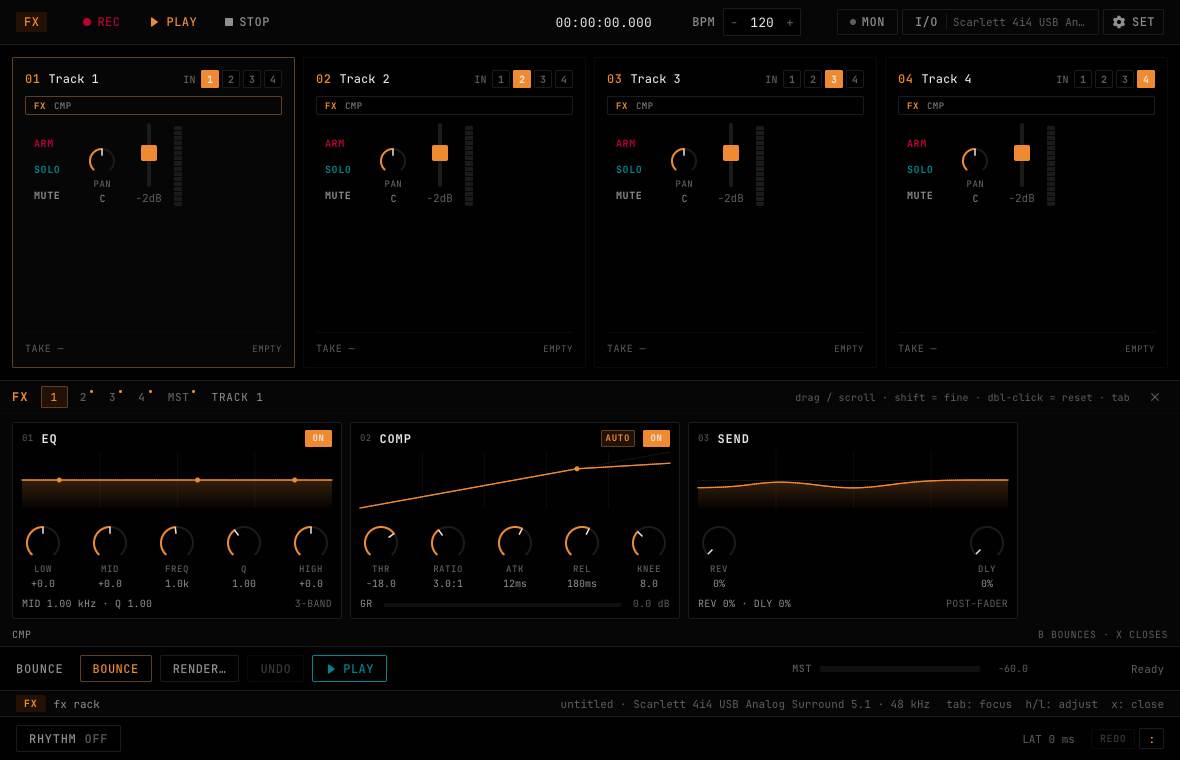 FX REC PLAY STOP 00:00:00.000 BPM - 120 + MON I/O Scarlett 4i4 USB An… SET
01 Track 1 IN 1 2 3 4
FX CMP
ARM
SOLO
MUTE
PAN
C
-2dB
TAKE —
EMPTY
02 Track 2 IN 1 2 3 4
FX CMP
ARM
SOLO
MUTE
PAN
C
-2dB
TAKE —
EMPTY
03 Track 3 IN 1 2 3 4
FX CMP
ARM
SOLO
MUTE
PAN
C
-2dB
TAKE —
EMPTY
04 Track 4 IN 1 2 3 4
FX CMP
ARM
SOLO
MUTE
PAN
C
-2dB
TAKE —
EMPTY
FX 1 2 3 4 MST TRACK 1 drag / scroll · shift = fine · dbl-click = reset · tab
01 EQ ON
LOW MID FREQ Q HIGH
+0.0 +0.0 1.0k 1.00 +0.0
MID 1.00 kHz · Q 1.00 3-BAND
02 COMP AUTO ON
THR RATIO ATK REL KNEE
-18.0 3.0:1 12ms 180ms 8.0
GR 0.0 dB
03 SEND
REV DLY
0% 0%
REV 0% · DLY 0% POST-FADER
CMP B BOUNCES · X CLOSES
BOUNCE BOUNCE RENDER… UNDO PLAY MST -60.0 Ready
FX fx rack untitled · Scarlett 4i4 USB Analog Surround 5.1 · 48 kHz tab: focus h/l: adjust x: close
RHYTHM OFF LAT 0 ms REDO :